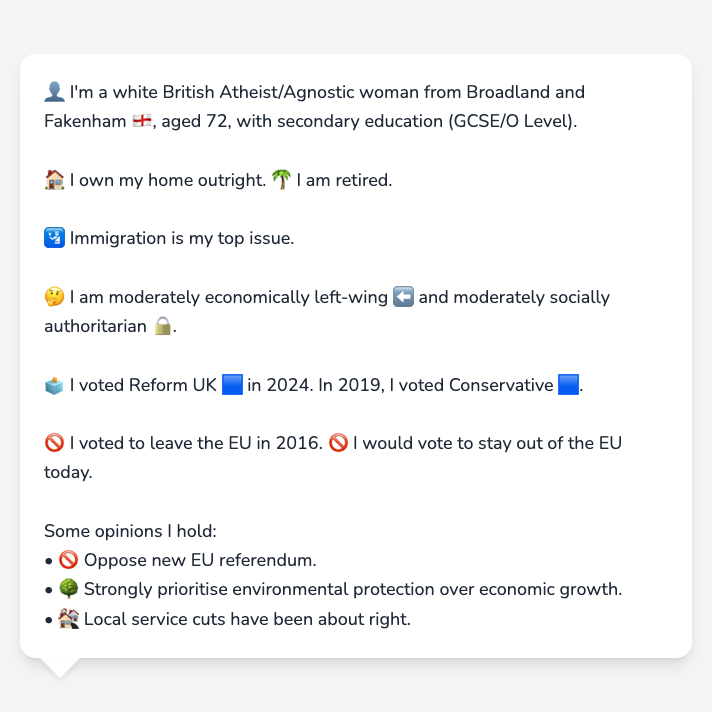 👤 I'm a white British Atheist/Agnostic woman from Broadland and
Fakenham 🏴󠁧󠁢󠁥󠁮󠁧󠁿, aged 72, with secondary education (GCSE/O Level).
🏠 I own my home outright. 🌴 I am retired.
🛂 Immigration is my top issue.
🤔 I am moderately economically left-wing ⬅️ and moderately socially
authoritarian 🔒.
🗳️ I voted Reform UK 🟦 in 2024. In 2019, I voted Conservative 🟦.
🚫 I voted to leave the EU in 2016. 🚫 I would vote to stay out of the EU
today.
Some opinions I hold:
• 🚫 Oppose new EU referendum.
• 🌳 Strongly prioritise environmental protection over economic growth.
• 🏚️ Local service cuts have been about right.